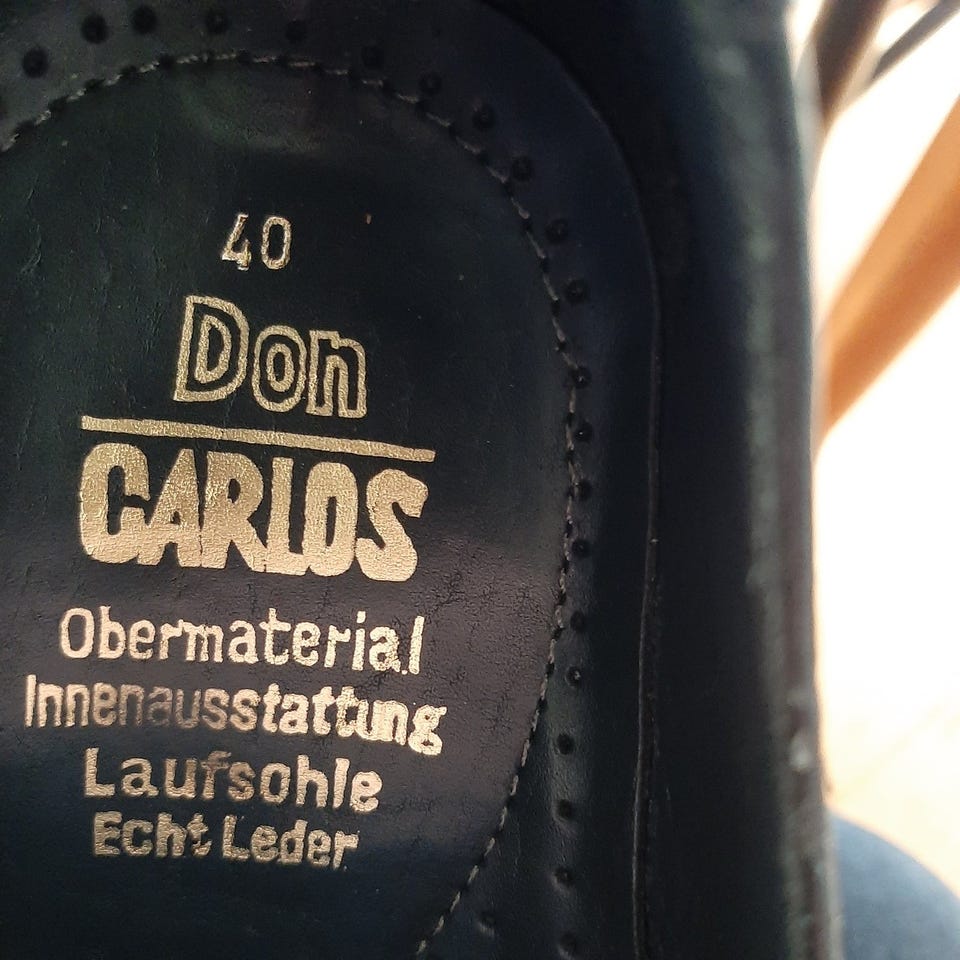 40
Don
CARLOS
Obermaterial
Innenausstattung
Laufsohle
Echt Leder